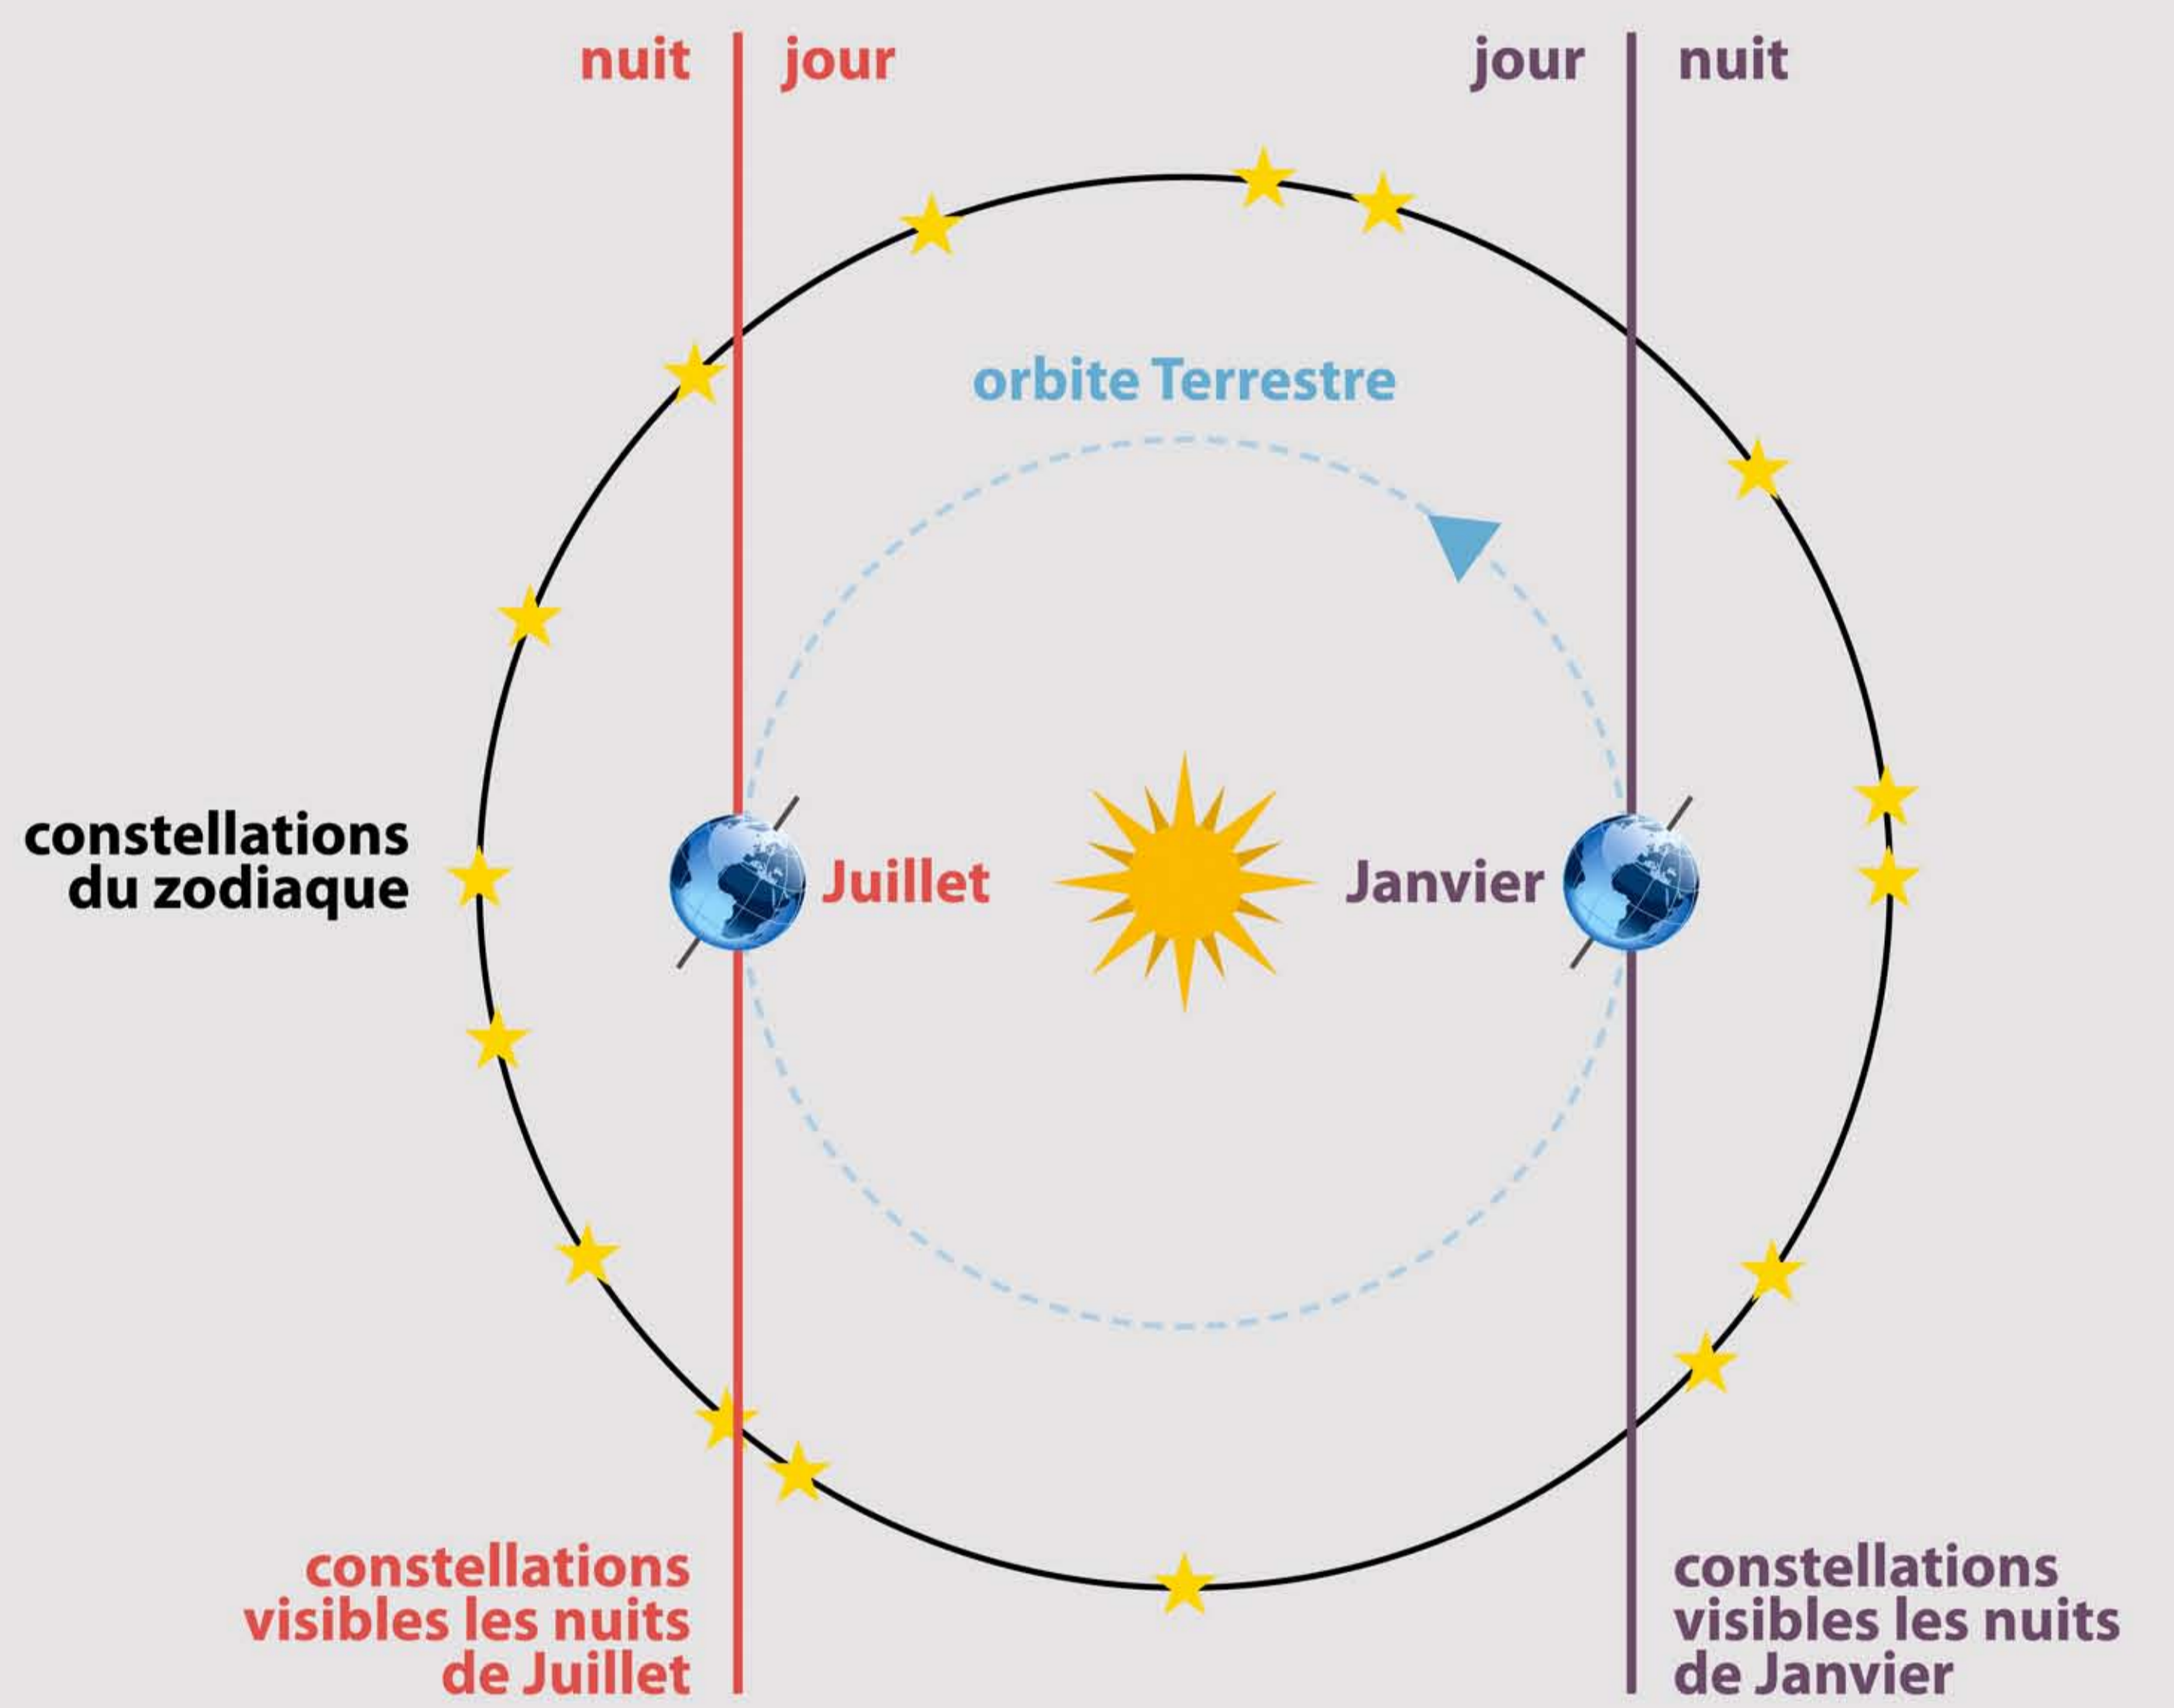 nuit jour jour nuit
orbite Terrestre
constellations
du zodiaque
Juillet
Janvier
constellations
visibles les nuits
de Juillet
constellations
visibles les nuits
de Janvier